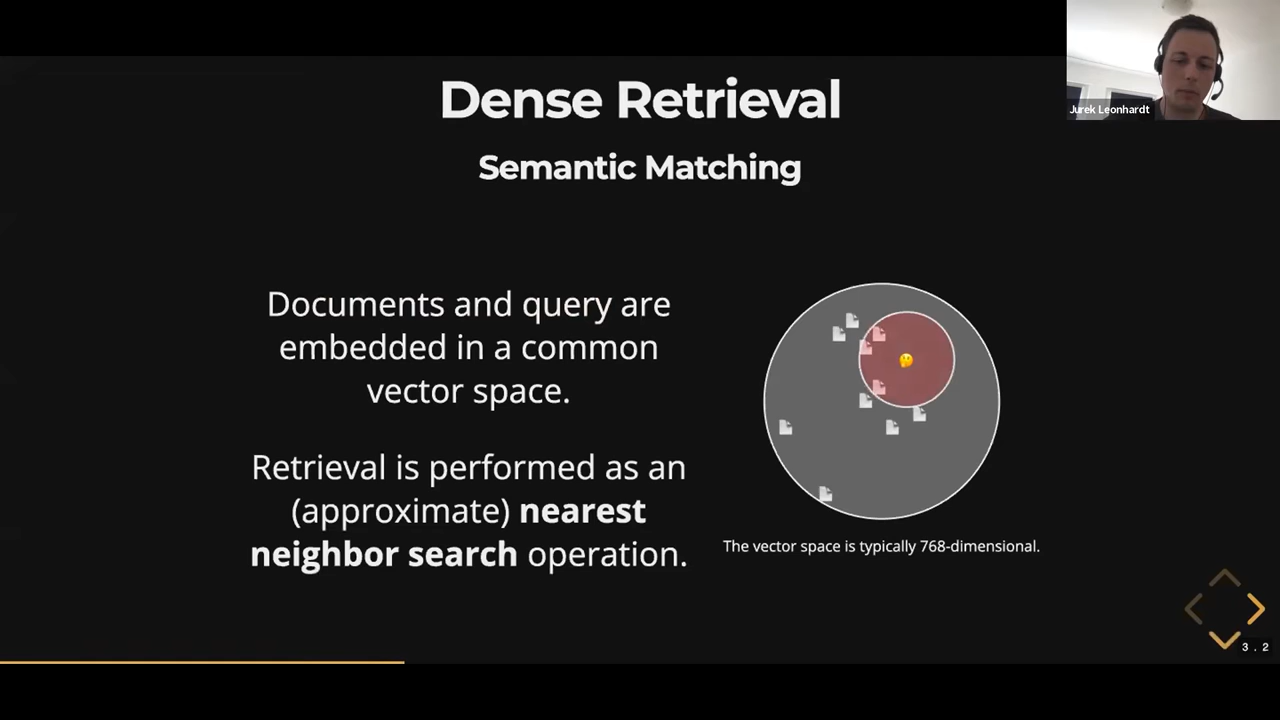 Dense Retrieval
Jurek Leonhardt
Semantic Matching
Documents and query are
embedded in a common
vector space.
Retrieval is performed as an
(approximate) nearest
neighbor search operation.
The vector space is typically 768-dimensional.
3 . 2